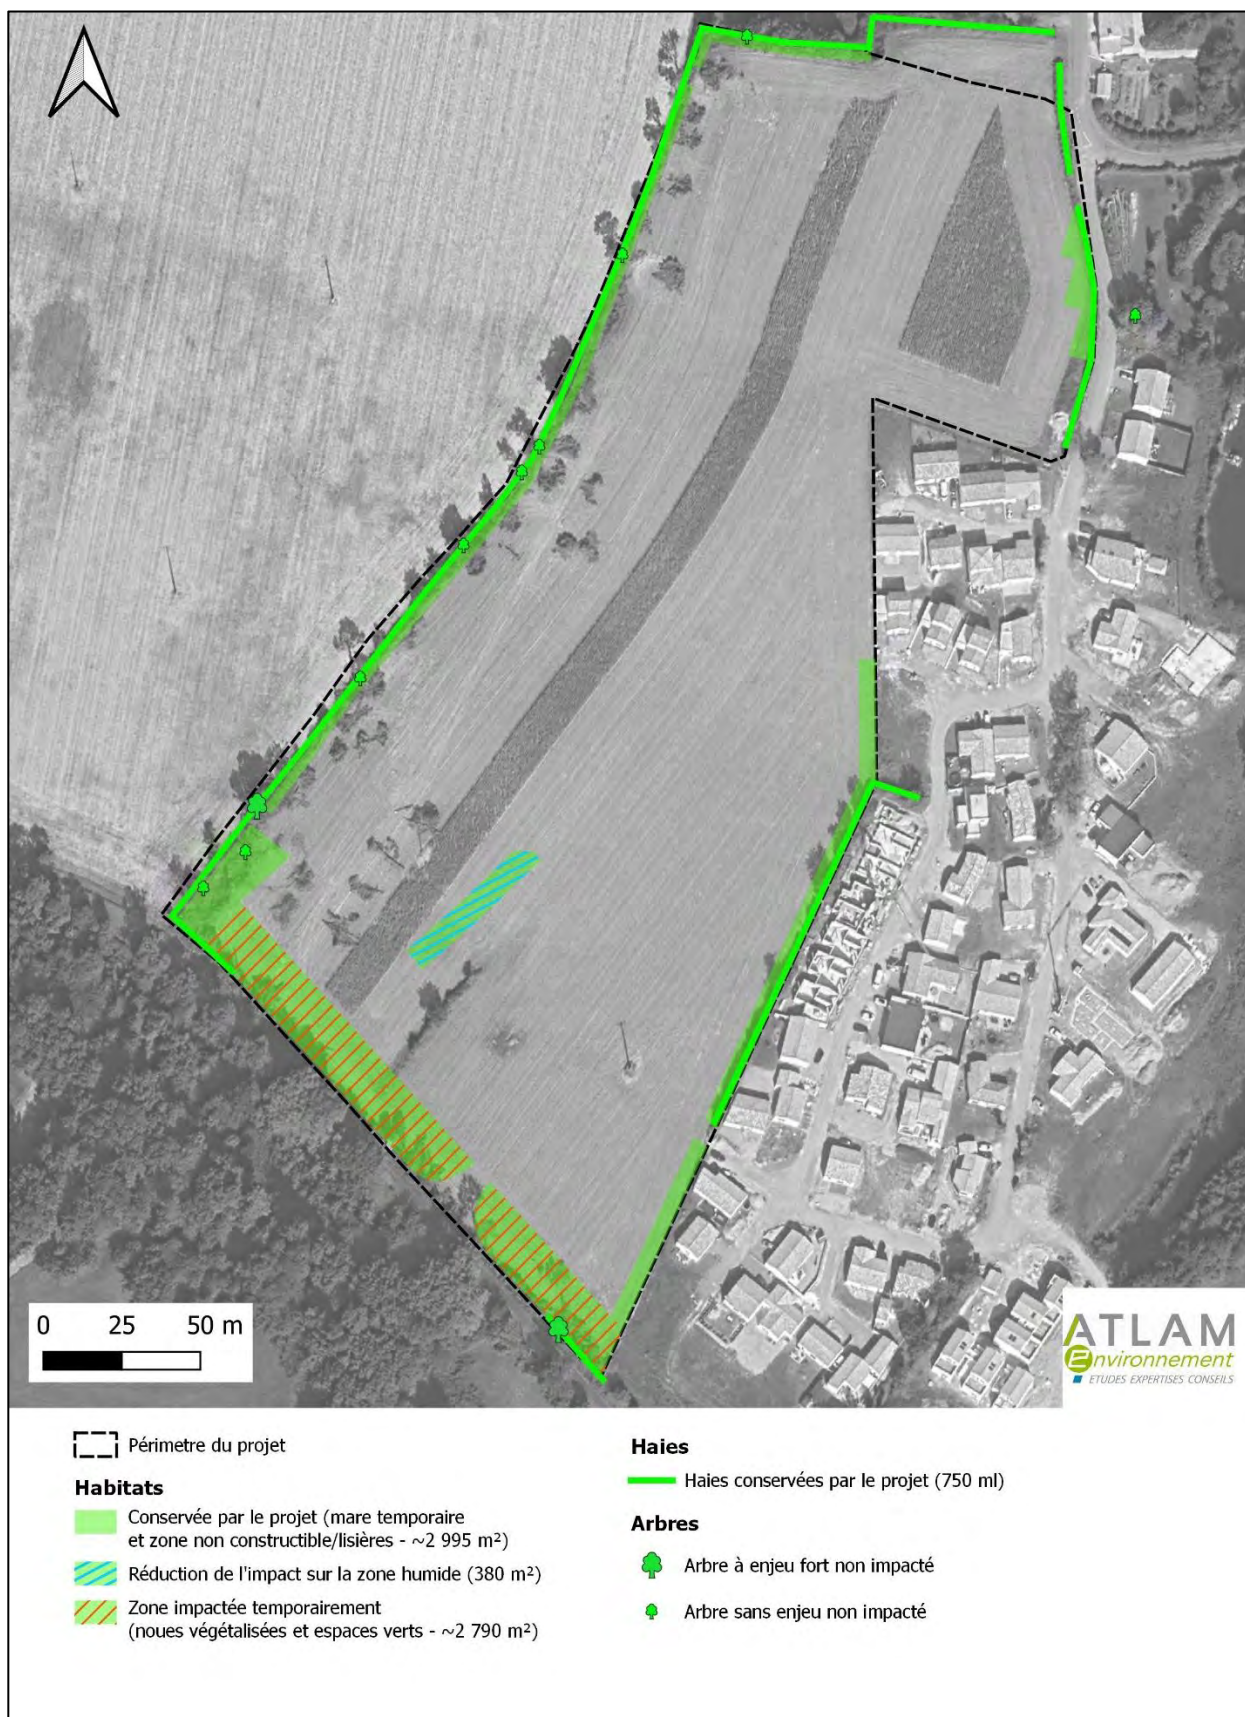 0 25 50 m
ATLAM
Environnement
ETUDES EXPERTISES CONSEILS
Périmetre du projet
Habitats
Conservée par le projet (mare temporaire
et zone non constructible/lisières - ~2 995 m²)
Réduction de l'impact sur la zone humide (380 m²)
Zone impactée temporairement
(noues végétalisées et espaces verts - ~2 790 m²)
Haies
Haies conservées par le projet (750 ml)
Arbres
Arbre à enjeu fort non impacté
Arbre sans enjeu non impacté